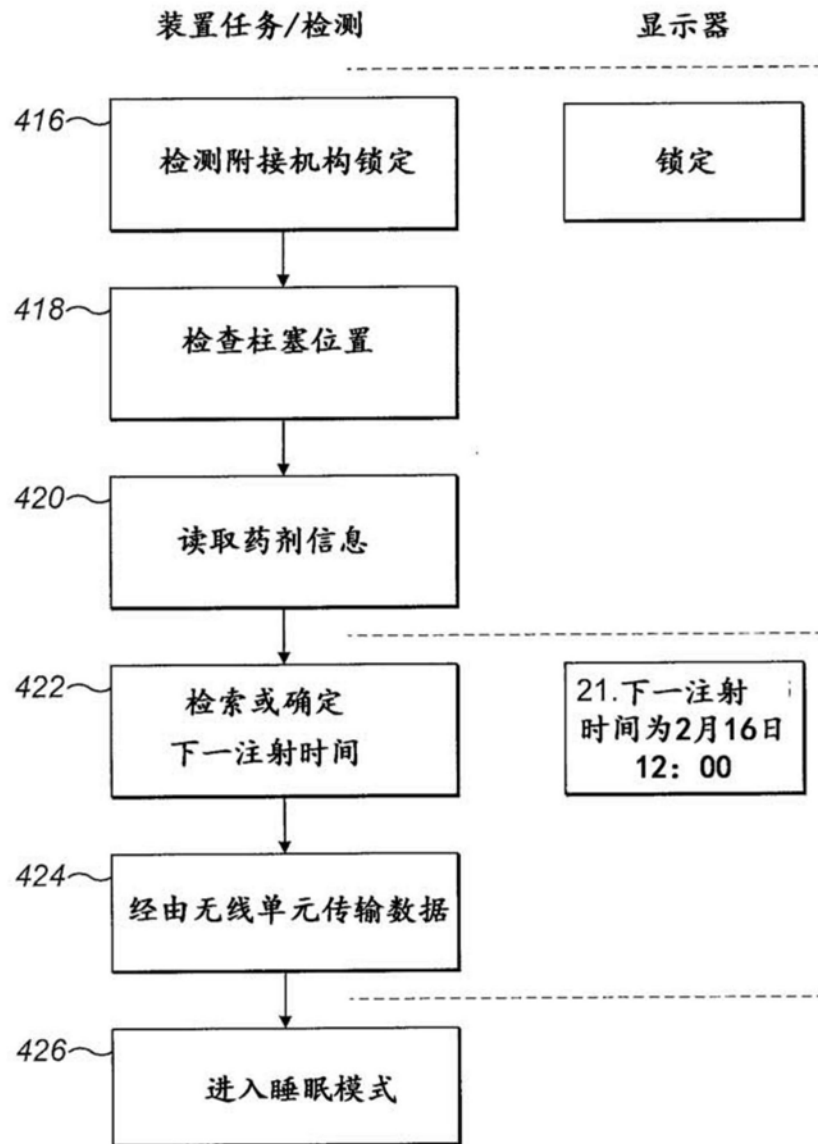 装置任务/检测
显示器
416
检测附接机构锁定
锁定
418
检查柱塞位置
420
读取药剂信息
422
检索或确定
下一注射时间
21.下一注射
时间为2月16日
12：00
424
经由无线单元传输数据
426
进入睡眠模式